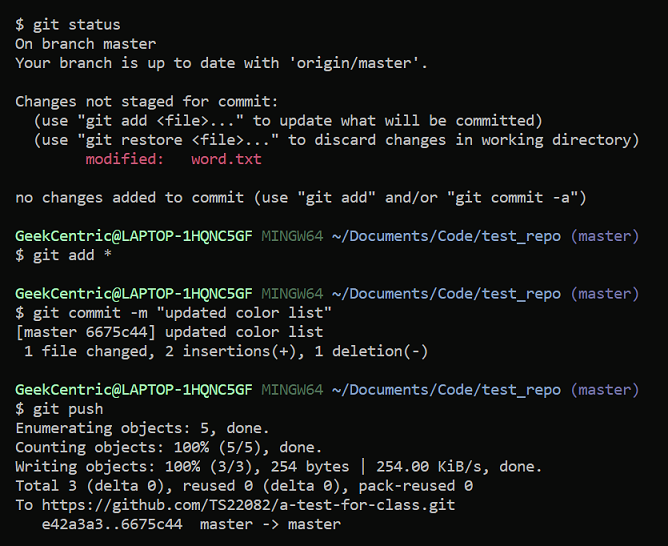 $ git status
On branch master
Your branch is up to date with 'origin/master'.
Changes not staged for commit:
(use "git add <file>..." to update what will be committed)
(use "git restore <file>..." to discard changes in working directory)
modified: word.txt
no changes added to commit (use "git add" and/or "git commit -a")
GeekCentric@LAPTOP-1HQNC5GF MINGW64 ~/Documents/Code/test_repo (master)
$ git add *
GeekCentric@LAPTOP-1HQNC5GF MINGW64 ~/Documents/Code/test_repo (master)
$ git commit -m "updated color list"
[master 6675c44] updated color list
1 file changed, 2 insertions(+), 1 deletion(-)
GeekCentric@LAPTOP-1HQNC5GF MINGW64 ~/Documents/Code/test_repo (master)
$ git push
Enumerating objects: 5, done.
Counting objects: 100% (5/5), done.
Writing objects: 100% (3/3), 254 bytes | 254.00 KiB/s, done.
Total 3 (delta 0), reused 0 (delta 0), pack-reused 0
To https://github.com/TS22082/a-test-for-class.git
e42a3a3..6675c44 master -> master